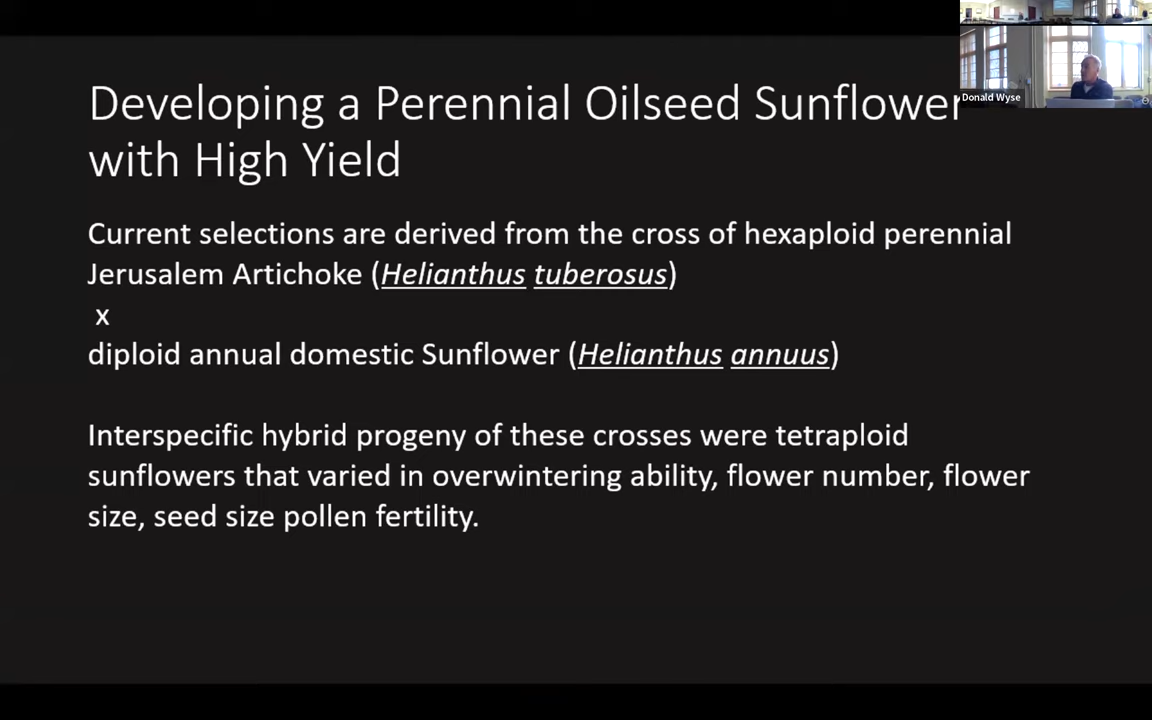 Developing a Perennial Oilseed Sunflower
with High Yield
Current selections are derived from the cross of hexaploid perennial
Jerusalem Artichoke (Helianthus tuberosus)
x
diploid annual domestic Sunflower (Helianthus annuus)
Interspecific hybrid progeny of these crosses were tetraploid
sunflowers that varied in overwintering ability, flower number, flower
size, seed size pollen fertility.
Donald Wyse